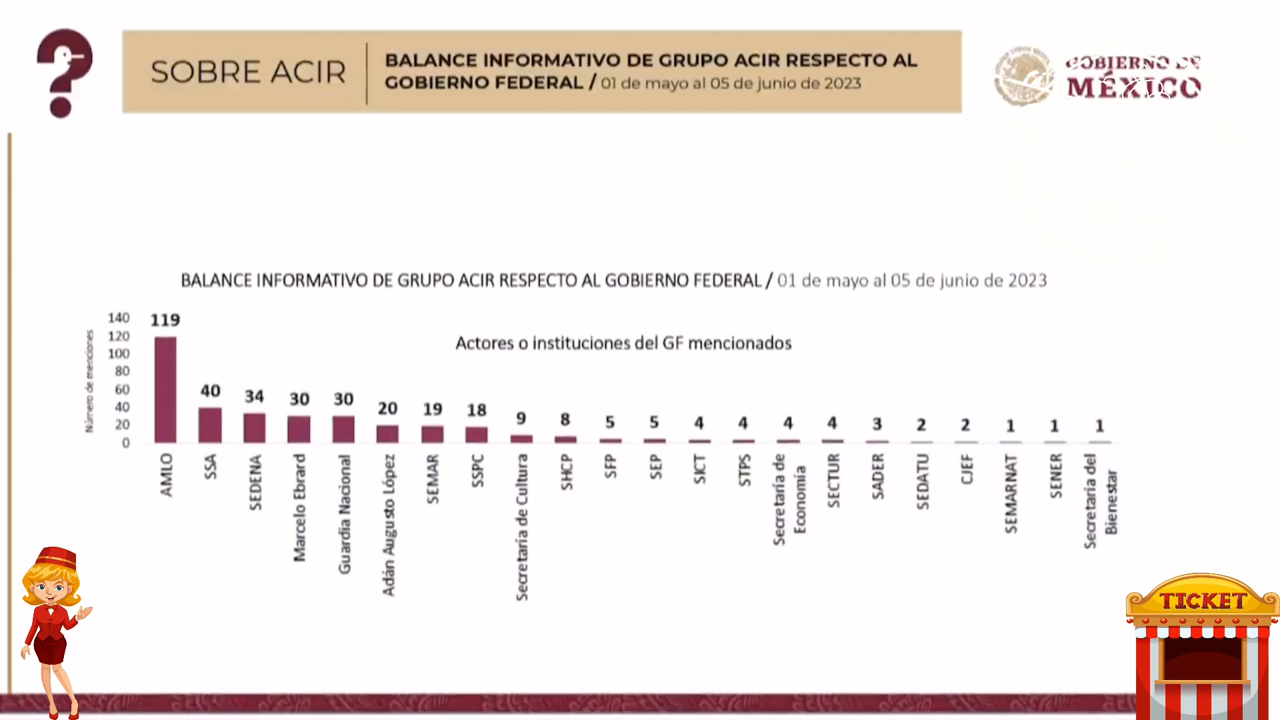 SOBRE ACIR
BALANCE INFORMATIVO DE GRUPO ACIR RESPECTO AL
GOBIERNO FEDERAL / 01 de mayo al 05 de junio de 2023
GOBIERNO DE
MÉXICO
BALANCE INFORMATIVO DE GRUPO ACIR RESPECTO AL GOBIERNO FEDERAL / 01 de mayo al 05 de junio de 2023
Actores o instituciones del GF mencionados
Número de menciones
140
120
100
80
60
40
20
0
119
40
34
30
30
20
19
18
9
8
5
5
4
4
4
4
3
2
2
1
1
1
AMLO
SSA
SEDENA
Marcelo Ebrard
Guardia Nacional
Adán Augusto López
SEMAR
SSPC
Secretaría de Cultura
SHCP
SFP
SEP
SICT
STPS
Secretaría de
Economía
SECTUR
SADER
SEDATU
CJEF
SEMARNAT
SENER
Secretaria del
Bienestar
TICKET